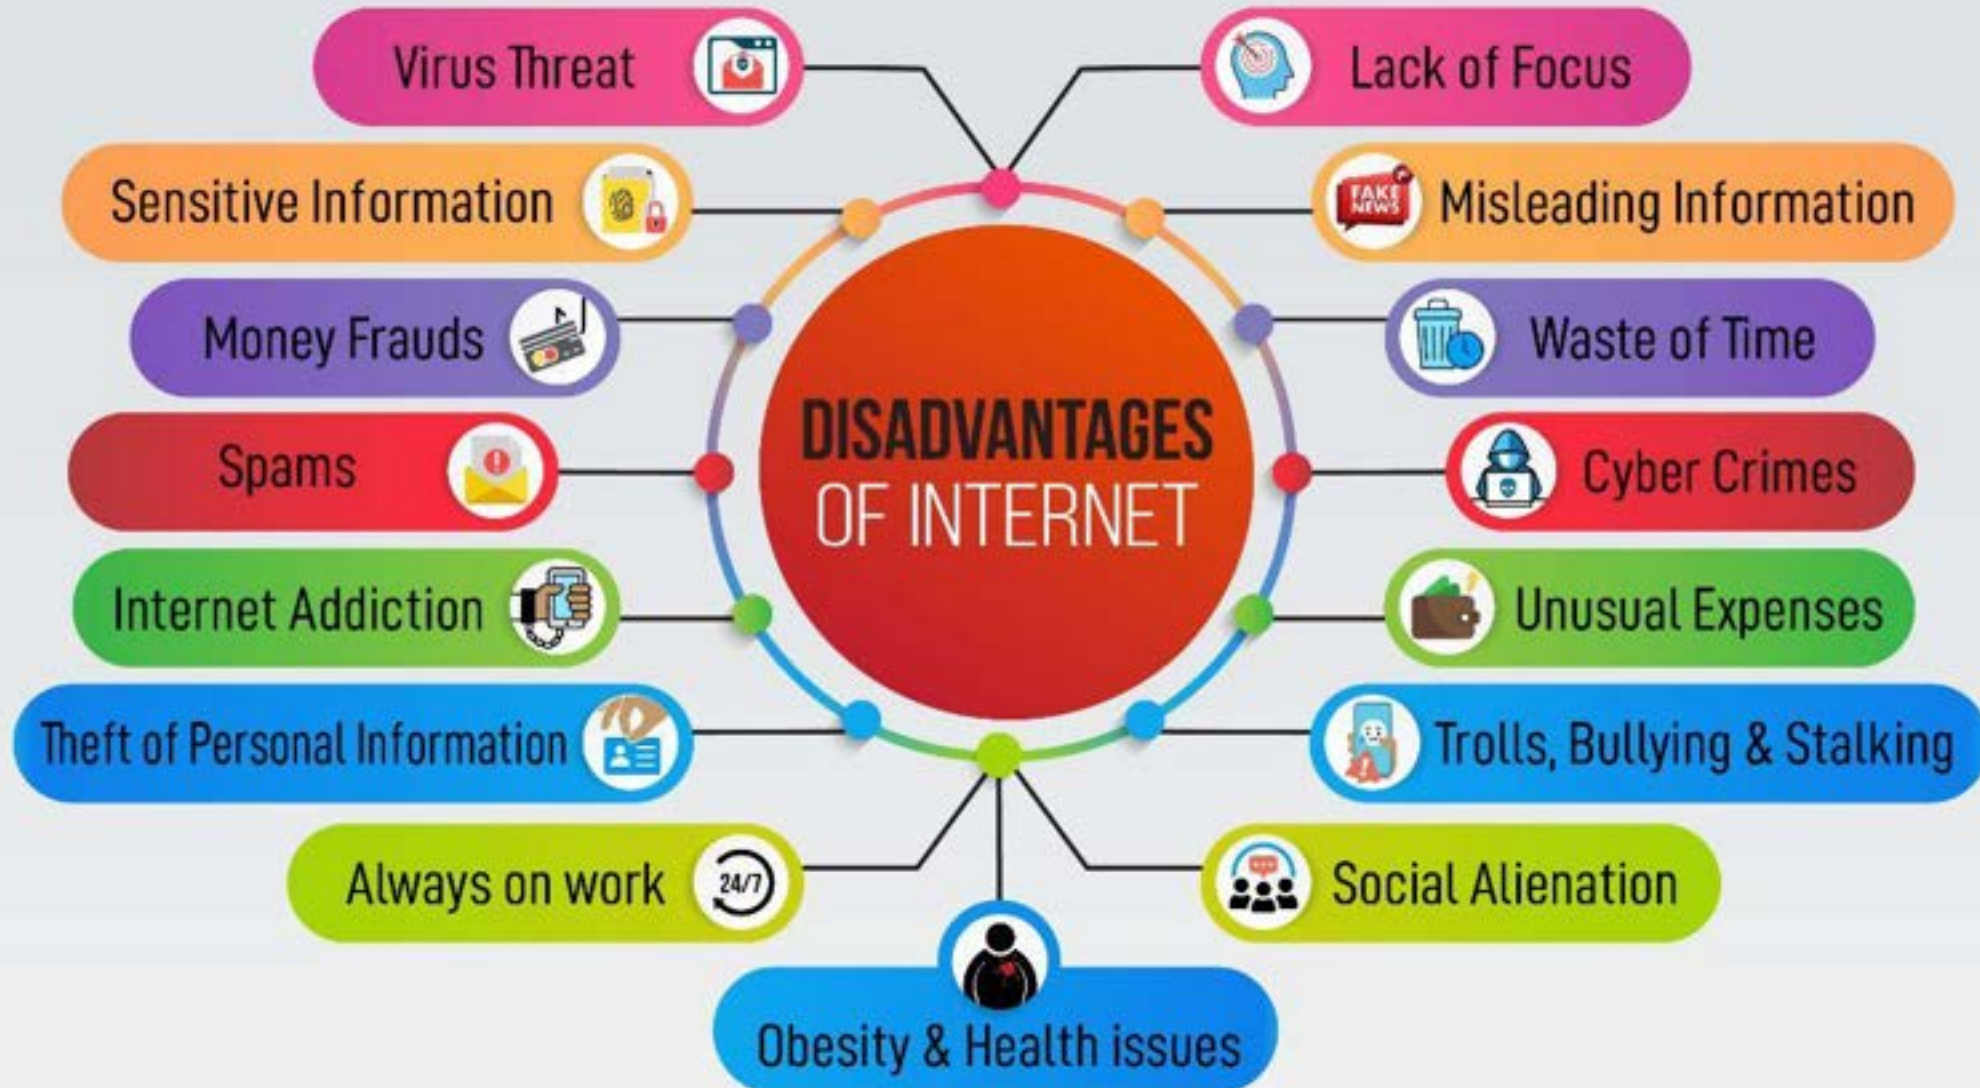 Virus Threat
Lack of Focus
Sensitive Information
FAKE
NEWS
Misleading Information
Money Frauds
Waste of Time
DISADVANTAGES
OF INTERNET
Spams
Cyber Crimes
Internet Addiction
Unusual Expenses
Theft of Personal Information
Trolls, Bullying & Stalking
Always on work
24/7
Social Alienation
Obesity & Health issues